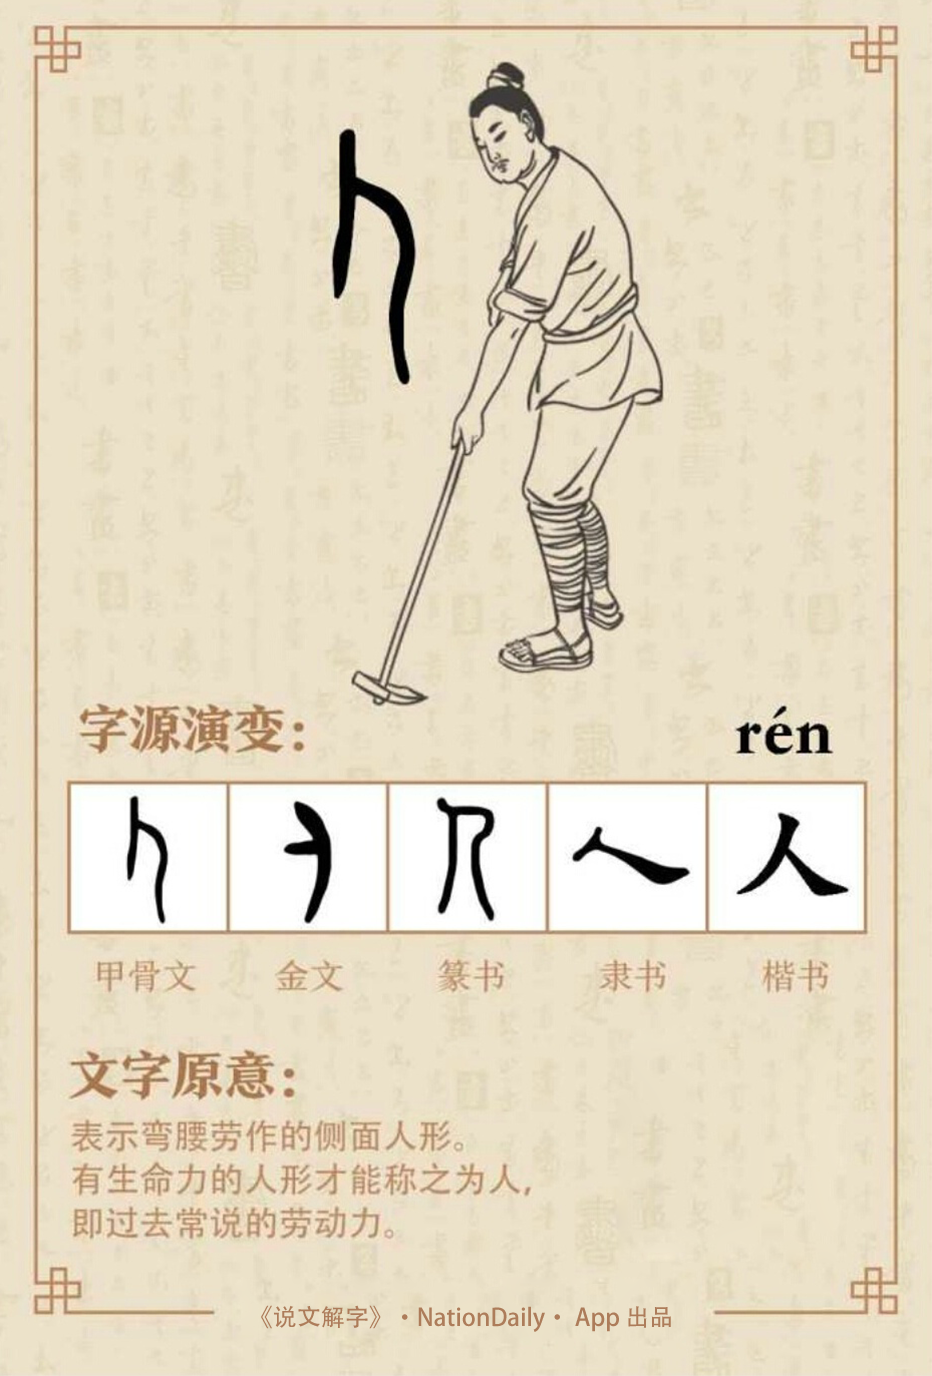 字源演变：
rén
人
甲骨文
金文
篆书
隶书
楷书
文字原意：
表示弯腰劳作的侧面人形。
有生命力的人形才能称之为人，
即过去常说的劳动力。
《说文解字》·NationDaily· App 出品